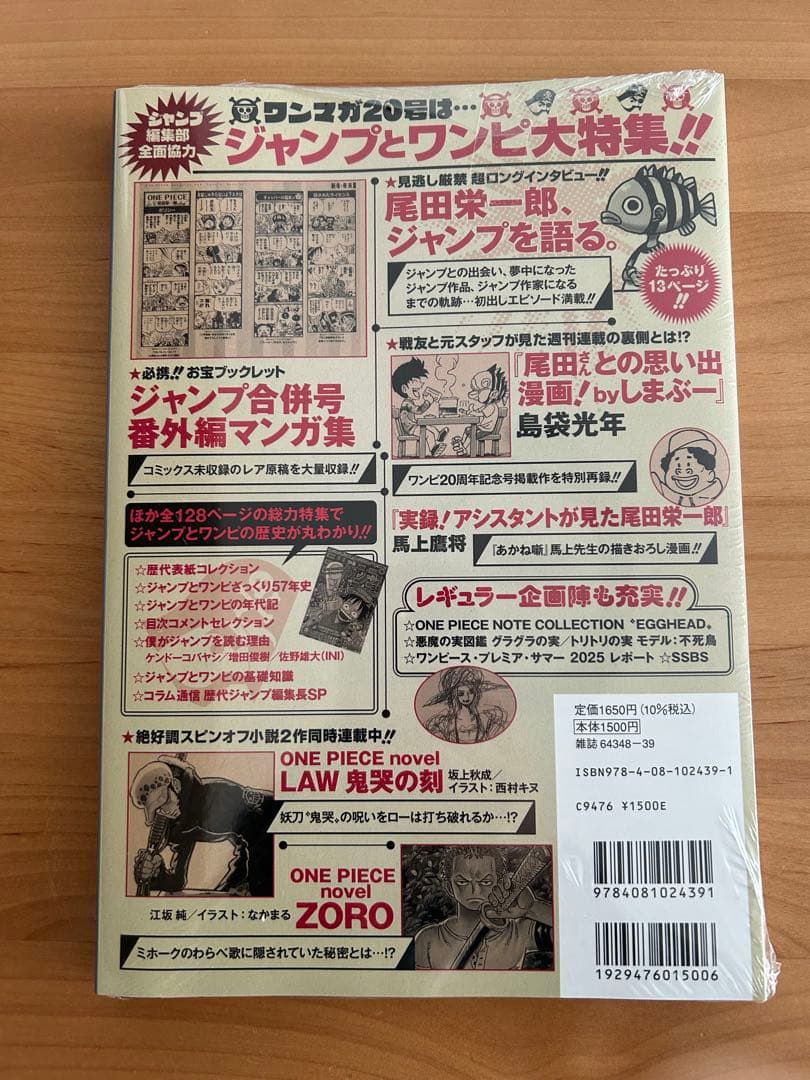 ジャンプ
編集部
全面協力
ワンマガ20号は…
ジャンプとワンピ大特集!!
ONE PIECE
★見逃し厳禁 超ロングインタビュー!!
尾田栄一郎、
ジャンプを語る。
ジャンプとの出会い、夢中になった
ジャンプ作品、ジャンプ作家になる
までの軌跡…初出しエピソード満載!!
たっぷり
13ページ
!!
★必携!! お宝ブックレット
ジャンプ合併号
番外編マンガ集
コミックス未収録のレア原稿を大量収録!!
★戦友と元スタッフが見た週刊連載の裏側とは!?
『尾田さんとの思い出
漫画!byしまぶー』
島袋光年
ワンピ20周年記念号掲載作を特別再録!!
『実録!アシスタントが見た尾田栄一郎』
馬上鷹将
『あかね噺』馬上先生の描きおろし漫画!!
ほか全128ページの総力特集で
ジャンプとワンピの歴史が丸わかり!!
☆歴代表紙コレクション
☆ジャンプとワンピざっくり57年史
☆ジャンプとワンピの年代記
☆目次コメントセレクション
☆僕がジャンプを読む理由
ケンドーコバヤシ/増田俊樹/佐野雄大(INI)
☆ジャンプとワンピの基礎知識
☆コラム通信 歴代ジャンプ編集長SP
レギュラー企画陣も充実!!
☆ONE PIECE NOTE COLLECTION “EGGHEAD„
☆悪魔の実図鑑 グラグラの実/トリトリの実 モデル:不死鳥
☆ワンピース・プレミア・サマー 2025 レポート ☆SSBS
★絶好調スピンオフ小説2作同時連載中!!
ONE PIECE novel
LAW 鬼哭の刻
坂上秋成/
イラスト:西村キヌ
妖刀“鬼哭„の呪いをローは打ち破れるか…!?
ONE PIECE
novel
ZORO
江坂 純/イラスト:なかまる
ミホークのわらべ歌に隠されていた秘密とは…!?
定価1650円(10%税込)
本体1500円
雑誌 64348-39
ISBN978-4-08-102439-1
C9476 ¥1500E
9784081024391
1929476015006